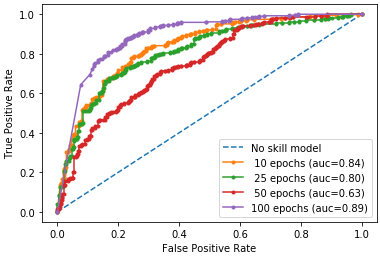 1.0
0.8
0.6
0.4
0.2
0.0
True Positive Rate
No skill model
10 epochs (auc=0.84)
25 epochs (auc=0.80)
50 epochs (auc=0.63)
100 epochs (auc=0.89)
0.0 0.2 0.4 0.6 0.8 1.0
False Positive Rate